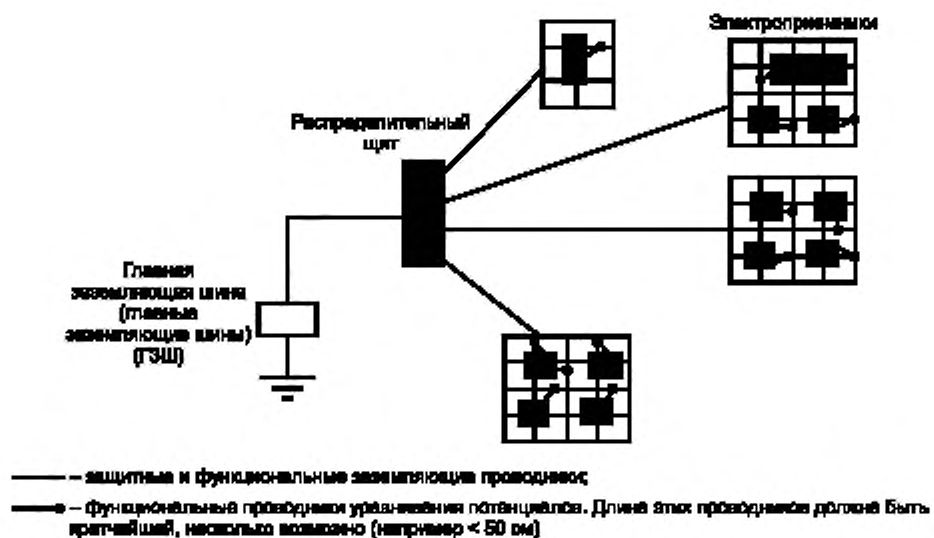 Электроприемники
Распределительный
щит
Главная
заземляющая шина
(главные
заземляющие шины)
(ГЗШ)
– защитные и функциональные заземляющие проводники;
– функциональные проводники уравнивания потенциалов. Длина этих проводников должна быть
кратчайшей, насколько возможно (например < 50 см)